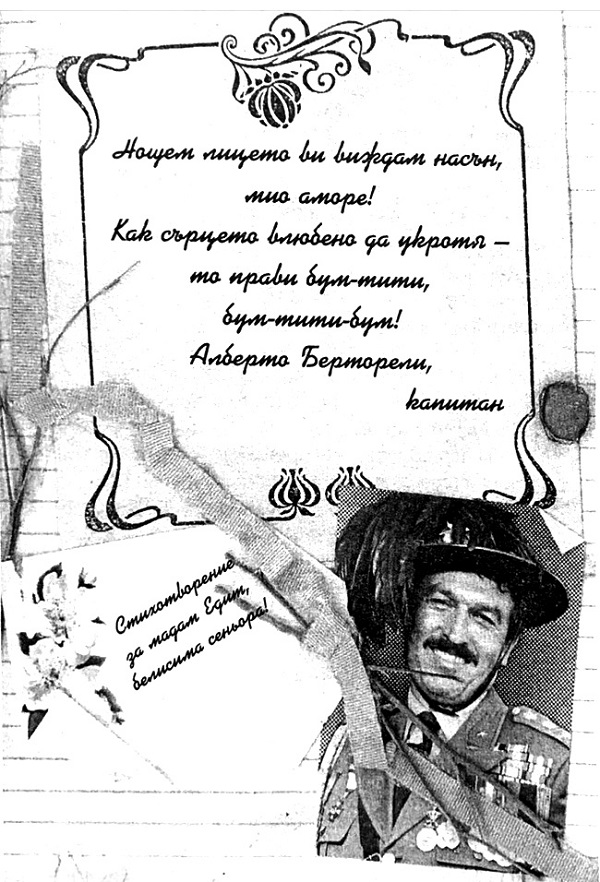 Нощем лицето ви виждам насън,
мио аморе!
Как сърцето влюбено да укротя –
то прави бум-тити,
бум-тити-бум!
Алберто Берторели,
капитан
Стихотворение
за мадам Едит,
белисима сеньора!